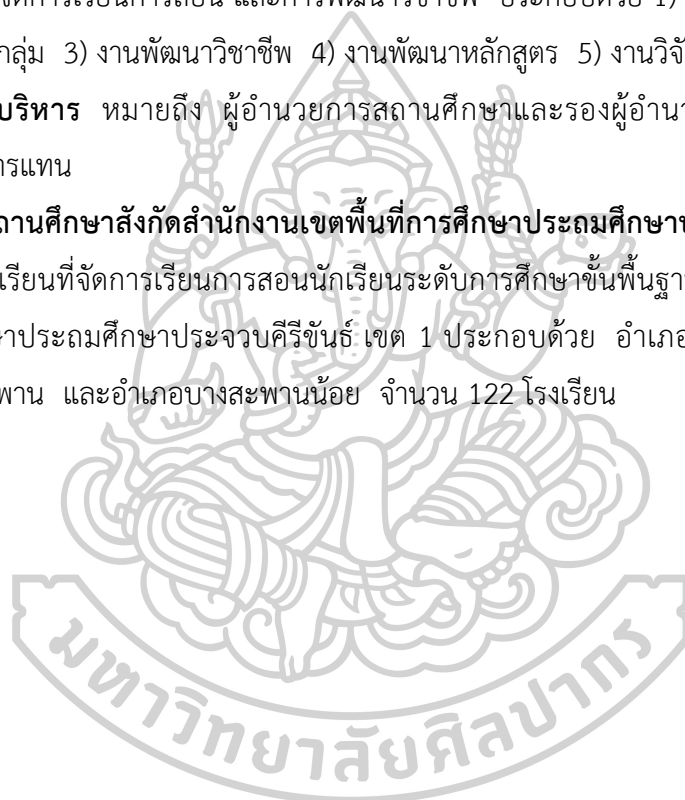 จัดการเรียนการสอน และการพัฒนาวิชาชีพ ประกอบด้วย 1)
กลุ่ม 3) งานพัฒนาวิชาชีพ 4) งานพัฒนาหลักสูตร 5) งานวิจั
บริหาร หมายถึง ผู้อำนวยการสถานศึกษาและรองผู้อำนว
การแทน
ถานศึกษาสังกัดสำนักงานเขตพื้นที่การศึกษาประถมศึกษา
เรียนที่จัดการเรียนการสอนนักเรียนระดับการศึกษาขั้นพื้นฐา
ษาประถมศึกษาประจวบคีรีขันธ์ เขต 1 ประกอบด้วย อำเภอ
พาน และอำเภอบางสะพานน้อย จำนวน 122 โรงเรียน
มหาวิทยาลัยศิลปากร